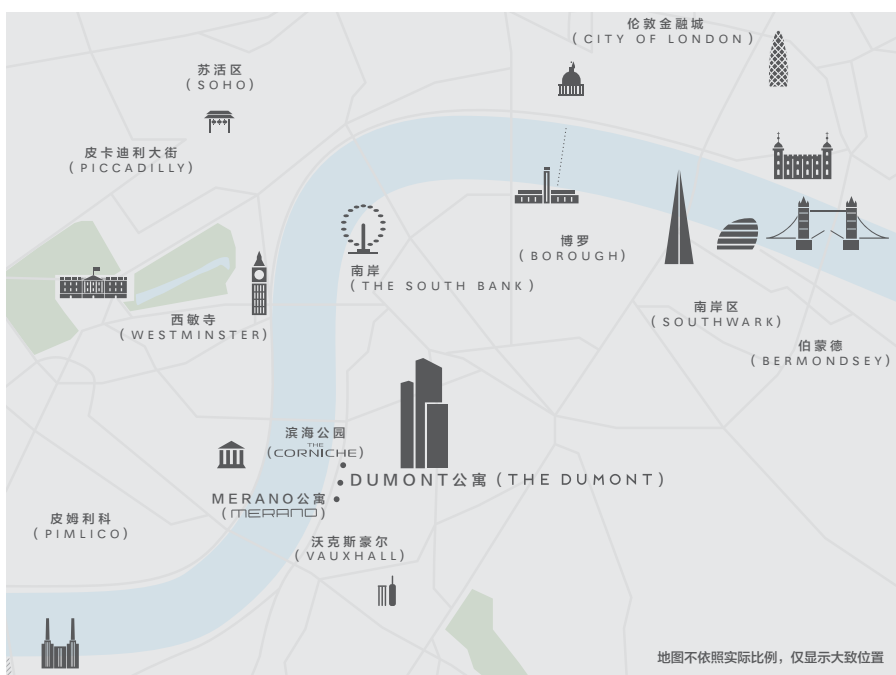 伦敦金融城
(CITY OF LONDON)
苏活区
(SOHO)
皮卡迪利大街
(PICCADILLY)
博罗
(BOROUGH)
南岸
(THE SOUTH BANK)
西敏寺
(WESTMINSTER)
南岸区
(SOUTHWARK)
伯蒙德
(BERMONDSEY)
滨海公园
THE
(CORNICHE)
DUMONT公寓 (THE DUMONT)
MERANO公寓
(MERANO)
皮姆利科
(PIMLICO)
沃克斯豪尔
(VAUXHALL)
地图不依照实际比例，仅显示大致位置